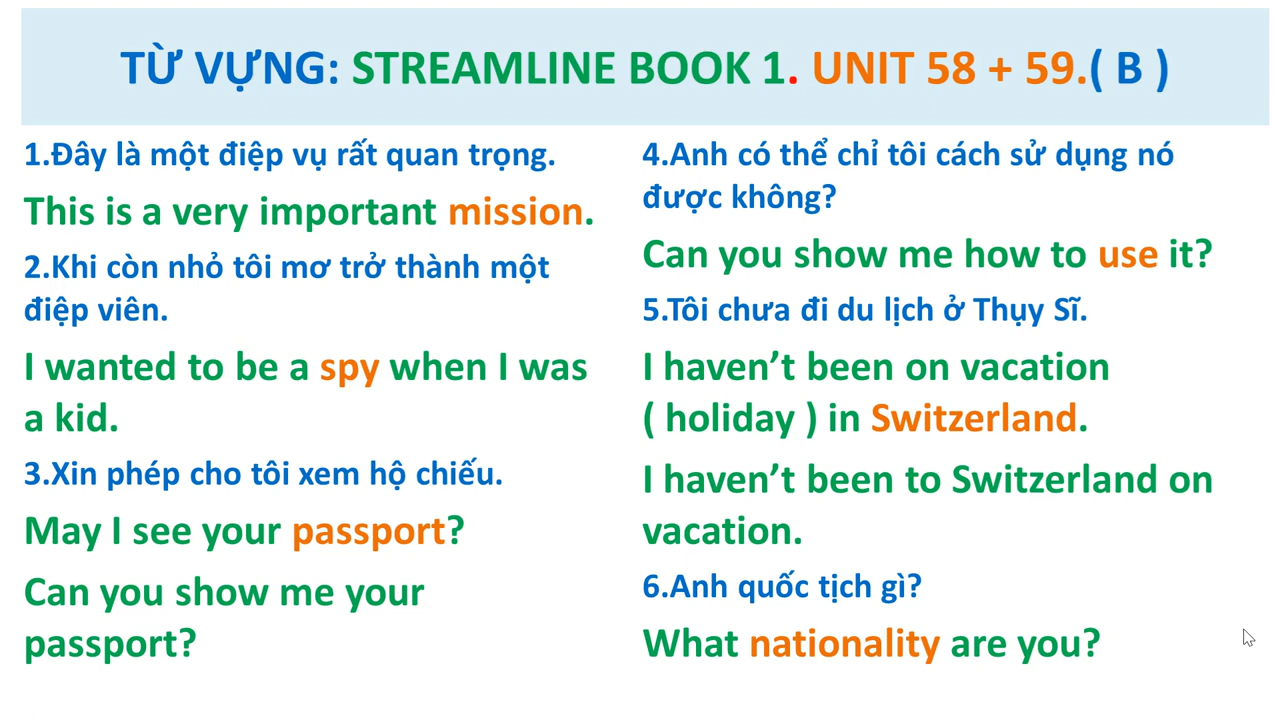 TỪ VỰNG: STREAMLINE BOOK 1. UNIT 58 + 59.( B )
1.Đây là một điệp vụ rất quan trọng.
This is a very important mission.
2.Khi còn nhỏ tôi mơ trở thành một
điệp viên.
I wanted to be a spy when I was
a kid.
3.Xin phép cho tôi xem hộ chiếu.
May I see your passport?
Can you show me your
passport?
4.Anh có thể chỉ tôi cách sử dụng nó
được không?
Can you show me how to use it?
5.Tôi chưa đi du lịch ở Thụy Sĩ.
I haven’t been on vacation
( holiday ) in Switzerland.
I haven’t been to Switzerland on
vacation.
6.Anh quốc tịch gì?
What nationality are you?